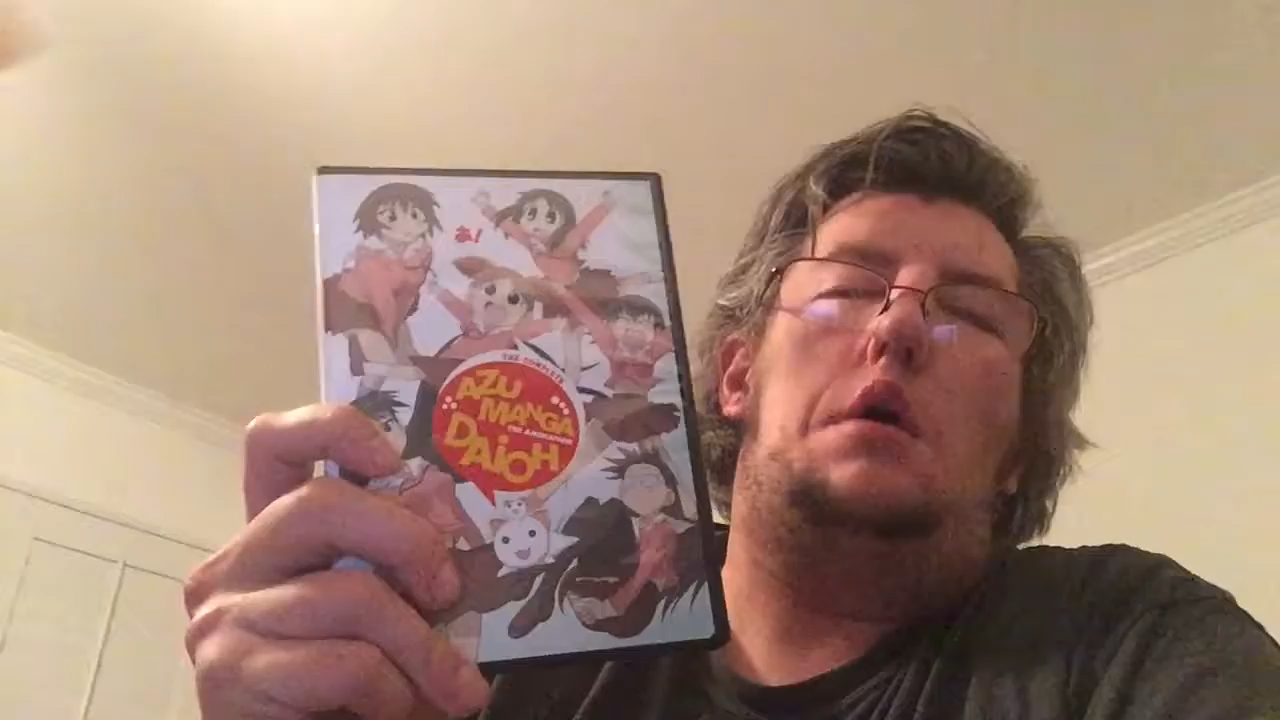 あ!
THE COMPLETE
AZU
MANGA
THE ANIMATION
DAIOH